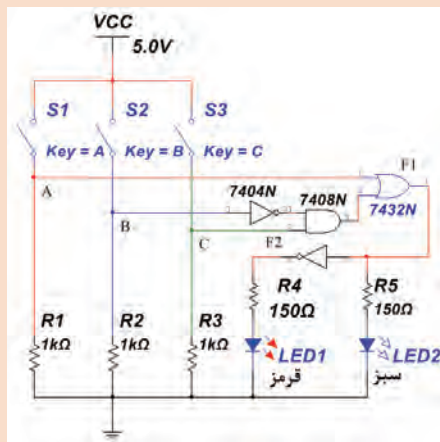 VCC
5.0V
S1 S2 S3
Key = A Key = B Key = C
F1
A
7404N
7408N
7432N
B
C F2
R4 R5
150Ω 150Ω
R1 R2 R3
1kΩ 1kΩ 1kΩ
LED1 LED2
قرمز سبز